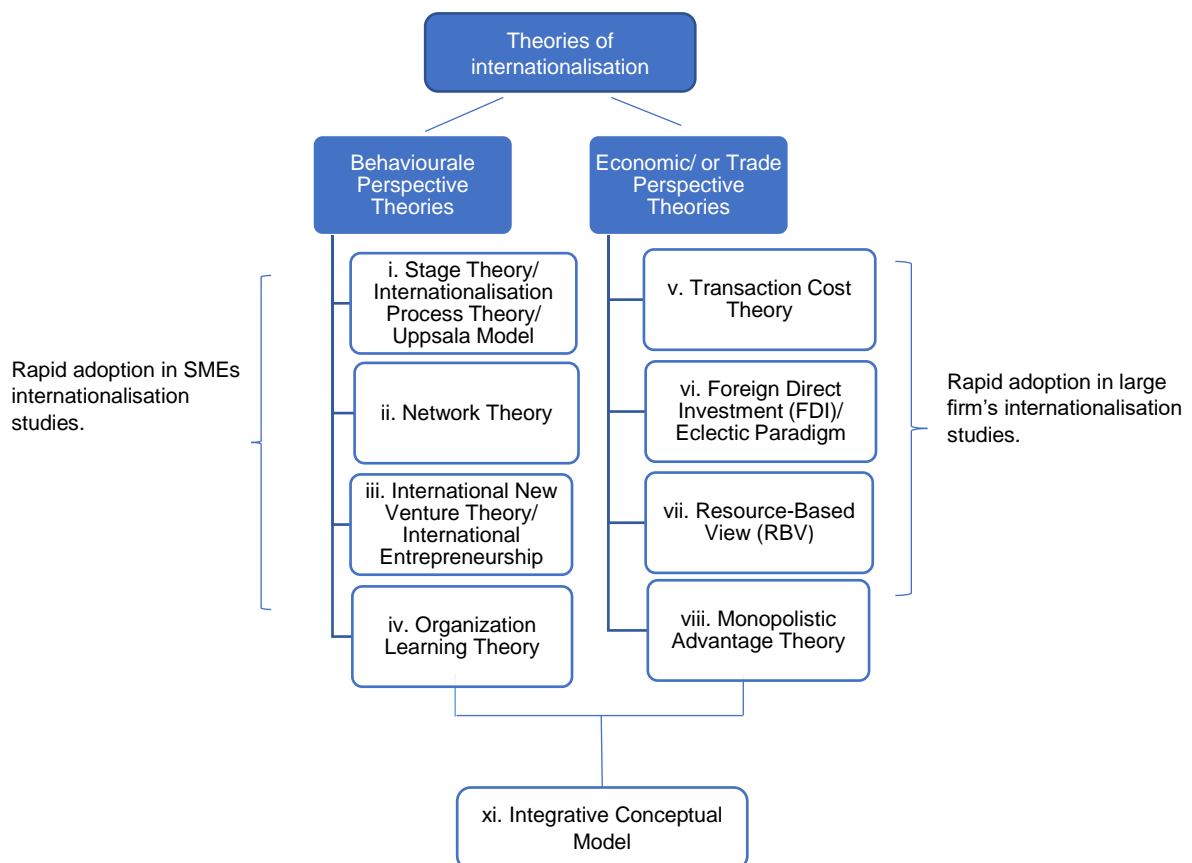 Theories of
internationalisation
Behaviourale
Perspective
Theories
Economic/ or Trade
Perspective
Theories
i. Stage Theory/
Internationalisation
Process Theory/
Uppsala Model
v. Transaction Cost
Theory
Rapid adoption in SMEs
internationalisation
studies.
ii. Network Theory
vi. Foreign Direct
Investment (FDI)/
Eclectic Paradigm
Rapid adoption in large
firm’s internationalisation
studies.
iii. International New
Venture Theory/
International
Entrepreneurship
vii. Resource-Based
View (RBV)
iv. Organization
Learning Theory
viii. Monopolistic
Advantage Theory
xi. Integrative Conceptual
Model